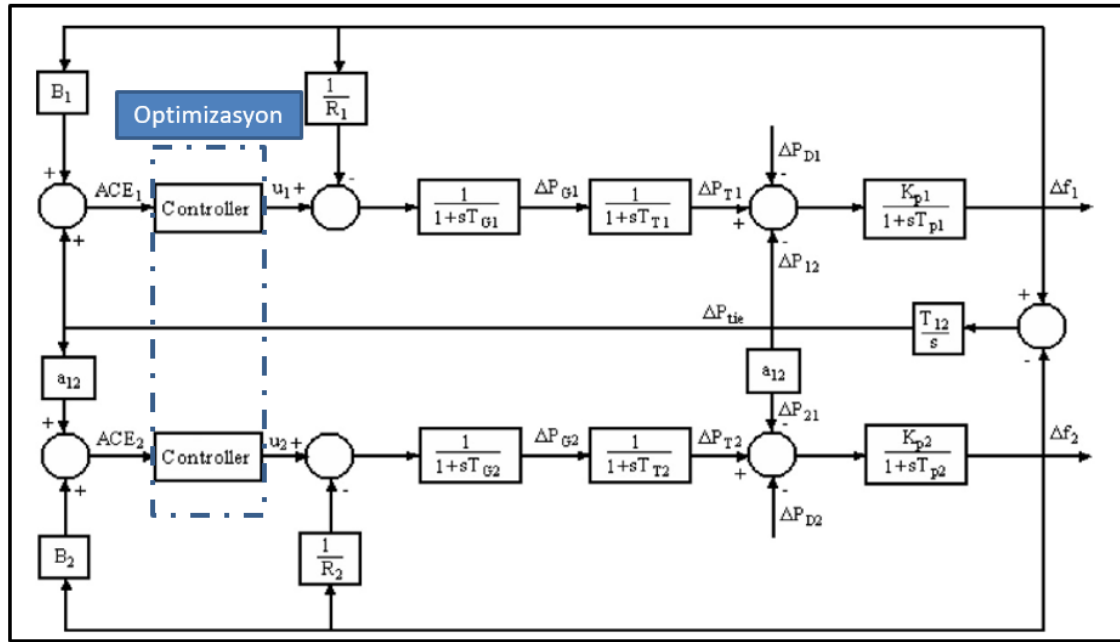 B1
1
R1
Optimizasyon
ΔPD1
+
-
-
ACE1
Controller
u1 +
1
1+sTG1
ΔPG1
1
1+sTT1
ΔPT1
+
-
Kp1
1+sTp1
Δf1
+
ΔP12
ΔPtie
T12
s
+
-
a12
a12
+
ACE2
Controller
u2 +
1
1+sTG2
ΔPG2
1
1+sTT2
ΔPT2
ΔP21
-
+
Kp2
1+sTp2
Δf2
+
-
-
ΔPD2
B2
1
R2